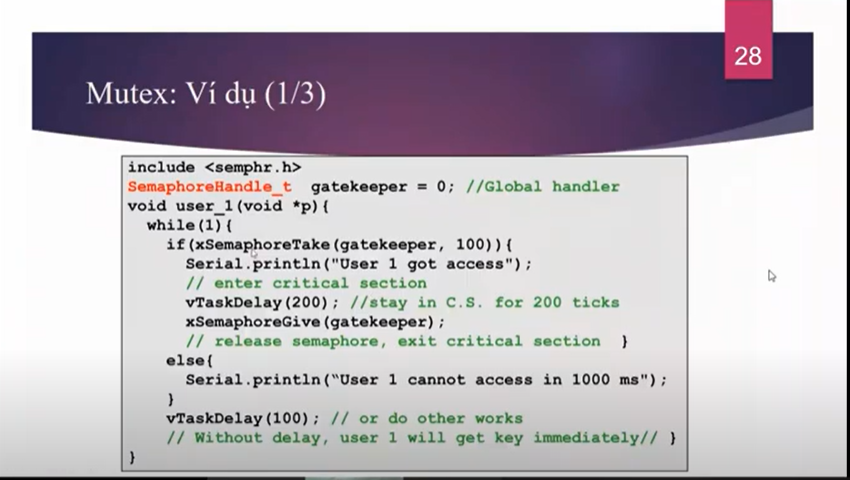 28
Mutex: Ví dụ (1/3)
include <semphr.h>
SemaphoreHandle_t gatekeeper = 0; //Global handler
void user_1(void *p){
while(1){
if(xSemaphoreTake(gatekeeper, 100)){
Serial.println("User 1 got access");
// enter critical section
vTaskDelay(200); //stay in C.S. for 200 ticks
xSemaphoreGive(gatekeeper);
// release semaphore, exit critical section }
else{
Serial.println("User 1 cannot access in 1000 ms");
}
vTaskDelay(100); // or do other works
// Without delay, user 1 will get key immediately// }
}